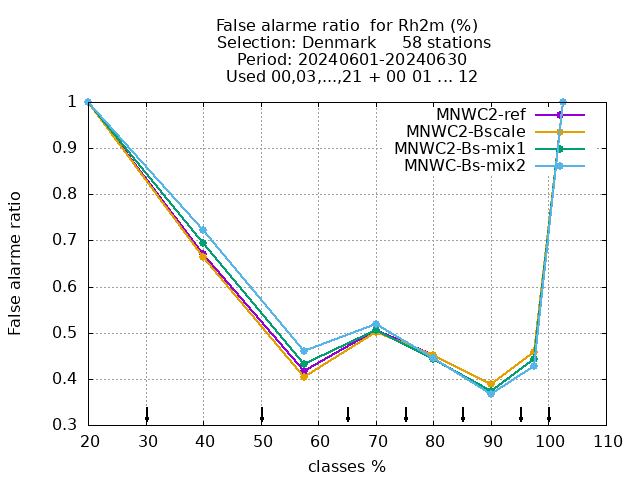 False alarme ratio  for Rh2m (%)
Selection: Denmark     58 stations
Period: 20240601-20240630
Used 00,03,...,21 + 00 01 ... 12
MNWC2-ref
MNWC2-Bscale
MNWC2-Bs-mix1
MNWC-Bs-mix2
False alarme ratio
1
0.9
0.8
0.7
0.6
0.5
0.4
0.3
20 30 40 50 60 70 80 90 100 110
classes %